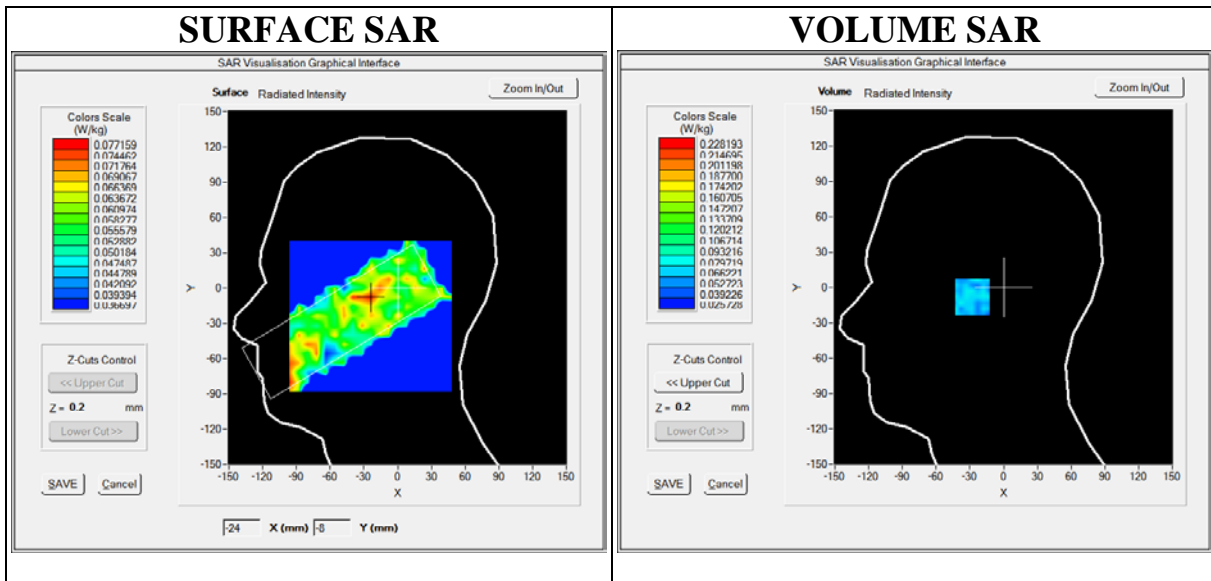 SURFACE SAR
SAR Visualisation Graphical Interface
Surface Radiated Intensity
Zoom In/Out
Colors Scale
(W/kg)
0.077159
0.074462
0.071764
0.069067
0.066369
0.063672
0.060974
0.058277
0.055579
0.052882
0.050184
0.047487
0.044789
0.042092
0.039394
0.036697
150
120
90
60
30
0
-30
-60
-90
-120
-150
Y
-150 -120 -90 -60 -30 0 30 60 90 120 150
X
Z-Cuts Control
<< Upper Cut
Z = 0.2 mm
Lower Cut >>
SAVE Cancel
-24 X (mm) -8 Y (mm)
VOLUME SAR
SAR Visualisation Graphical Interface
Volume Radiated Intensity
Zoom In/Out
Colors Scale
(W/kg)
0.228193
0.214695
0.201198
0.187700
0.174202
0.160705
0.147207
0.133709
0.120212
0.106714
0.093216
0.079719
0.066221
0.052723
0.039226
0.025728
150
120
90
60
30
0
-30
-60
-90
-120
-150
Y
-150 -120 -90 -60 -30 0 30 60 90 120 150
X
Z-Cuts Control
<< Upper Cut
Z = 0.2 mm
Lower Cut >>
SAVE Cancel